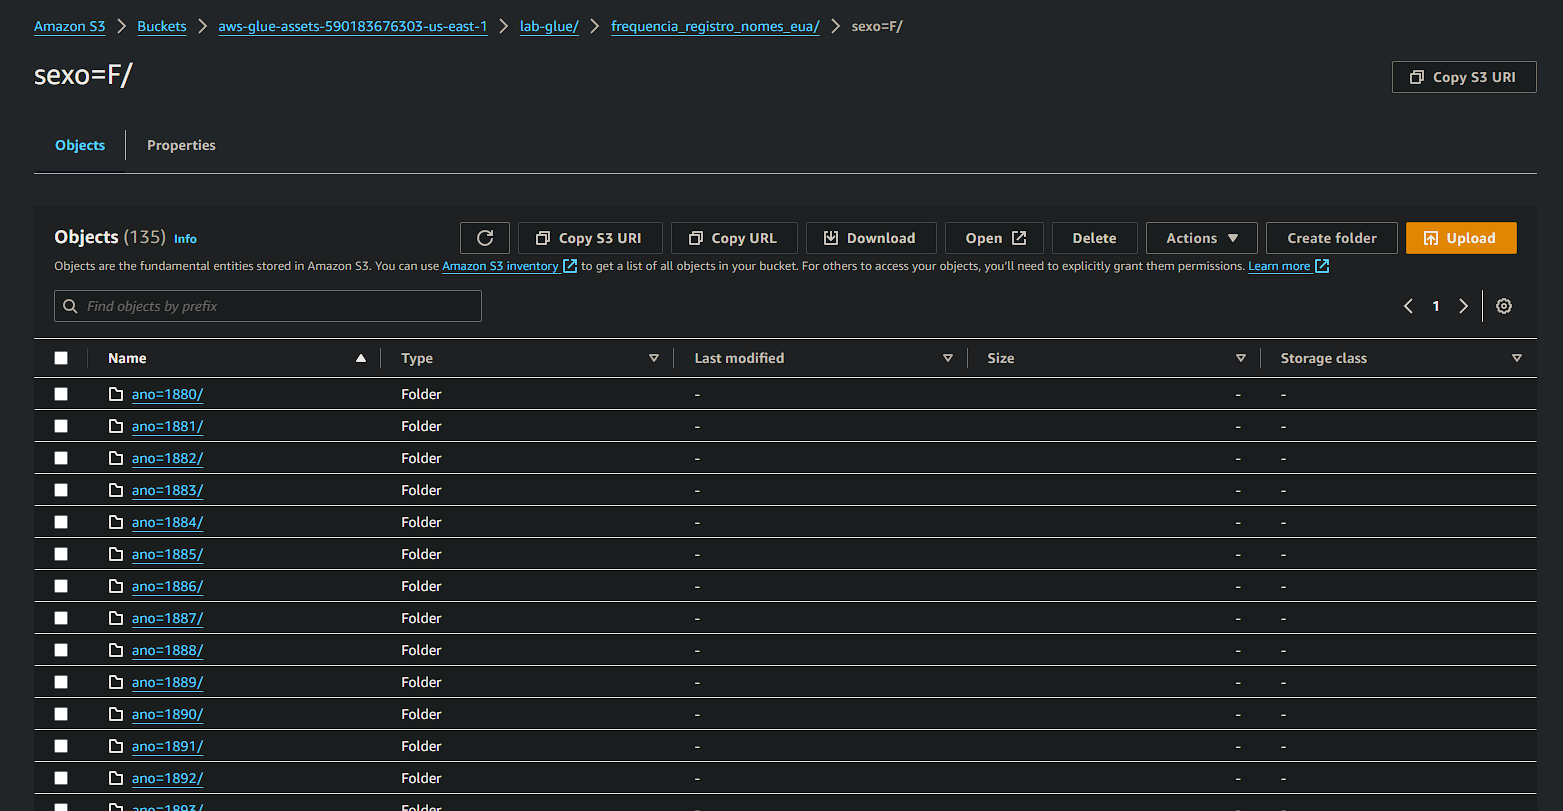 Amazon S3 > Buckets > aws-glue-assets-590183676303-us-east-1 > lab-glue/ > frequencia_registro_nomes_eua/ > sexo=F/
sexo=F/
Copy S3 URI
Objects Properties
Objects (135) Info Copy S3 URI Copy URL Download Open Delete Actions Create folder Upload
Objects are the fundamental entities stored in Amazon S3. You can use Amazon S3 inventory to get a list of all objects in your bucket. For others to access your objects, you'll need to explicitly grant them permissions. Learn more
Find objects by prefix 1
Name Type Last modified Size Storage class
ano=1880/ Folder - - -
ano=1881/ Folder - - -
ano=1882/ Folder - - -
ano=1883/ Folder - - -
ano=1884/ Folder - - -
ano=1885/ Folder - - -
ano=1886/ Folder - - -
ano=1887/ Folder - - -
ano=1888/ Folder - - -
ano=1889/ Folder - - -
ano=1890/ Folder - - -
ano=1891/ Folder - - -
ano=1892/ Folder - - -
ano=1893/ Folder